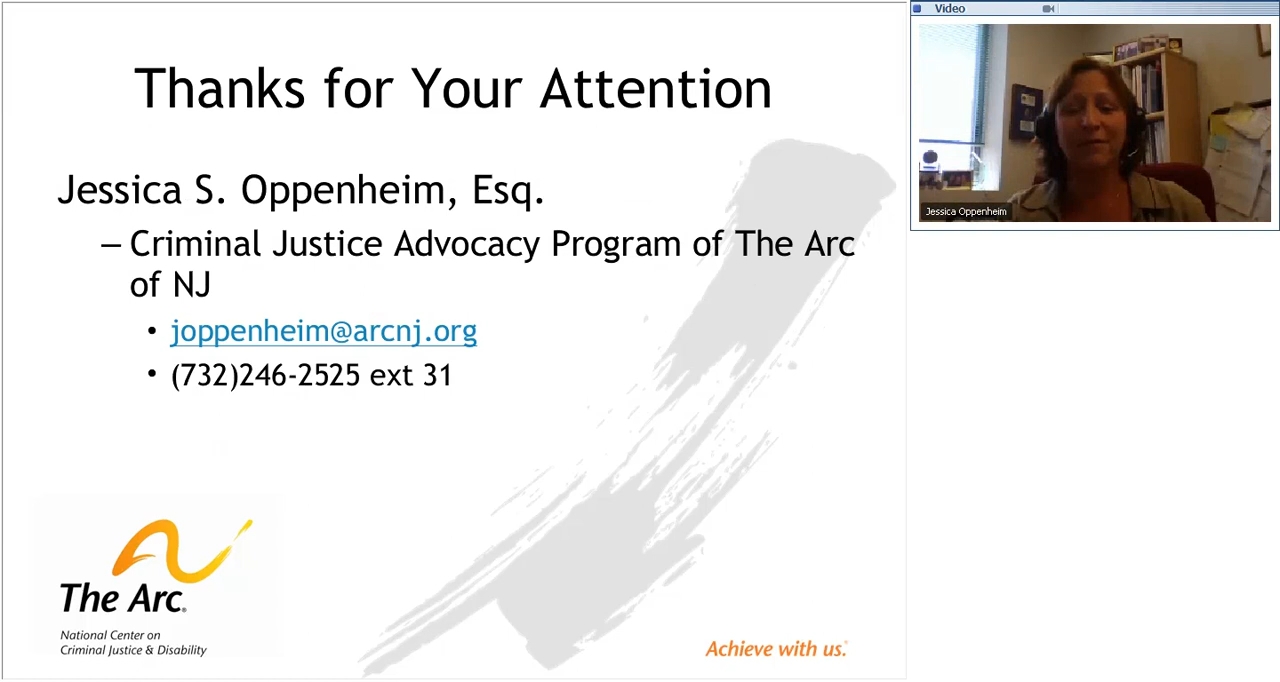 Thanks for Your Attention
Jessica S. Oppenheim, Esq.
– Criminal Justice Advocacy Program of The Arc
of NJ
• joppenheim@arcnj.org
• (732)246-2525 ext 31
The Arc®
National Center on
Criminal Justice & Disability
Achieve with us.
Video
Jessica Oppenheim